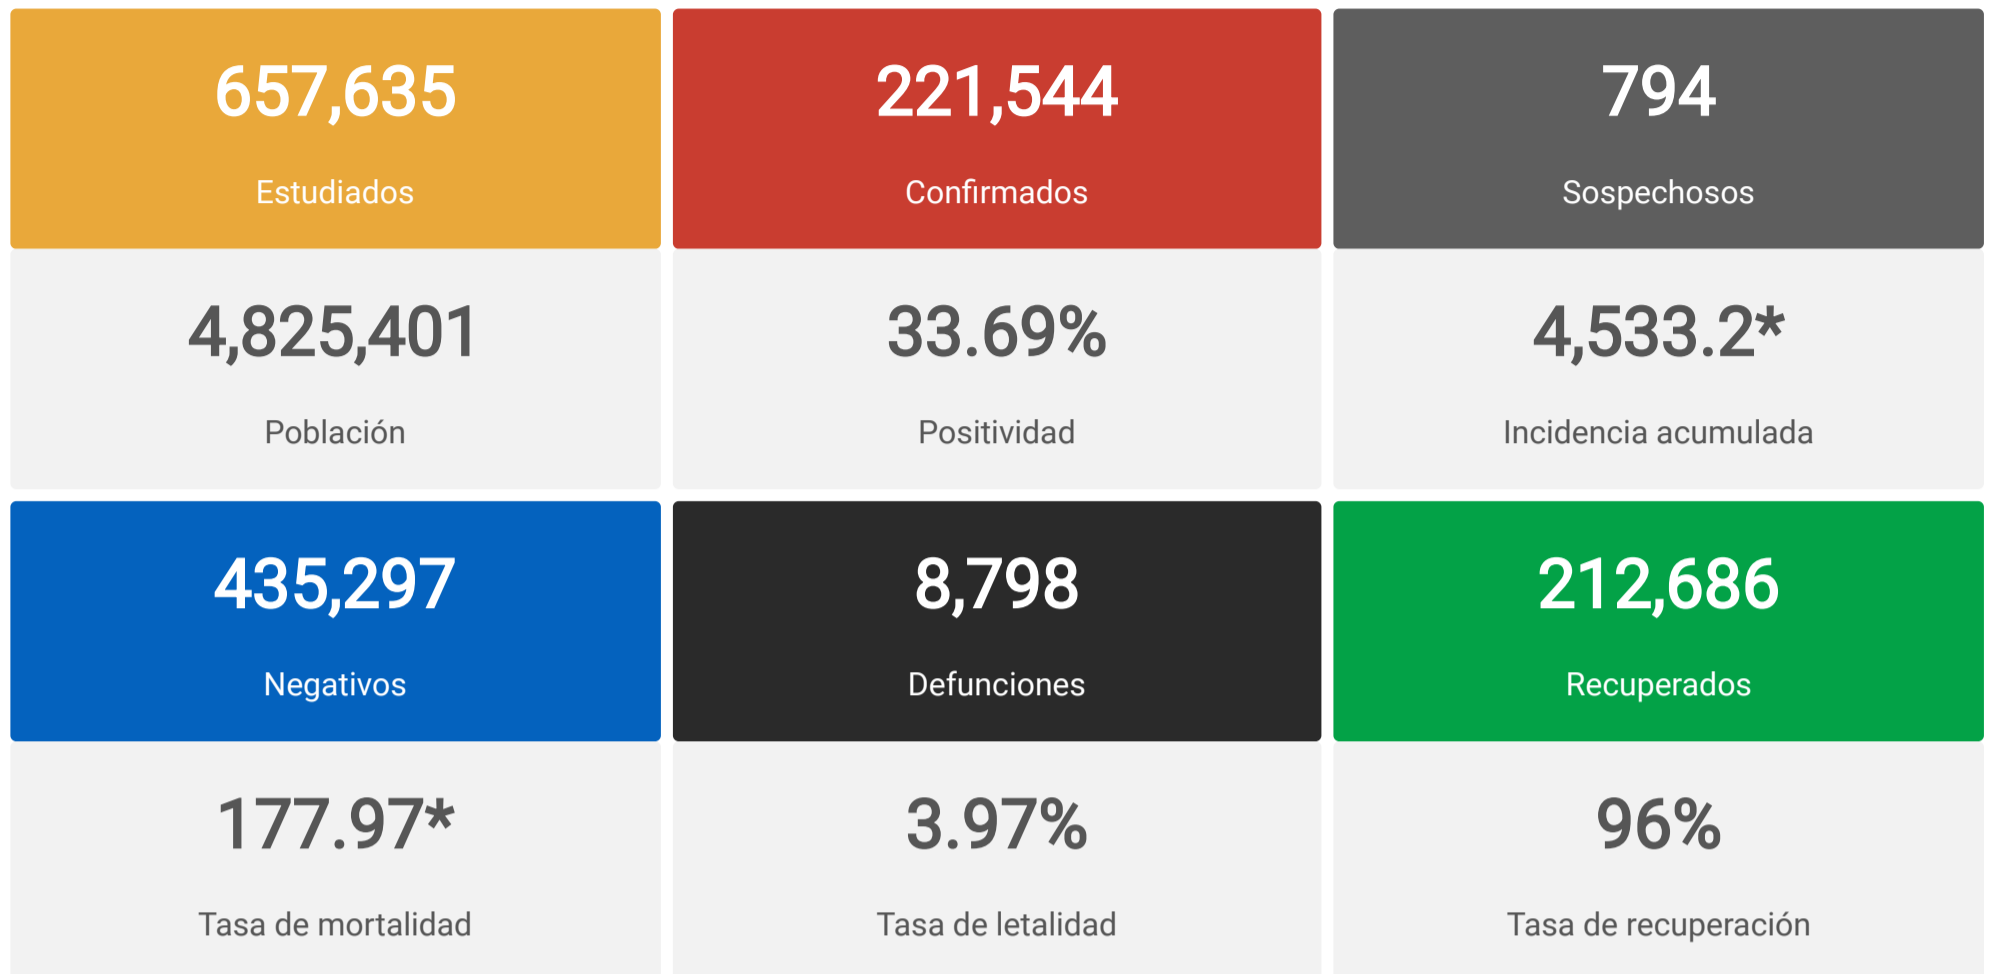 657,635
Estudiados
221,544
Confirmados
794
Sospechosos
4,825,401
Población
33.69%
Positividad
4,533.2*
Incidencia acumulada
435,297
Negativos
8,798
Defunciones
212,686
Recuperados
177.97*
Tasa de mortalidad
3.97%
Tasa de letalidad
96%
Tasa de recuperación